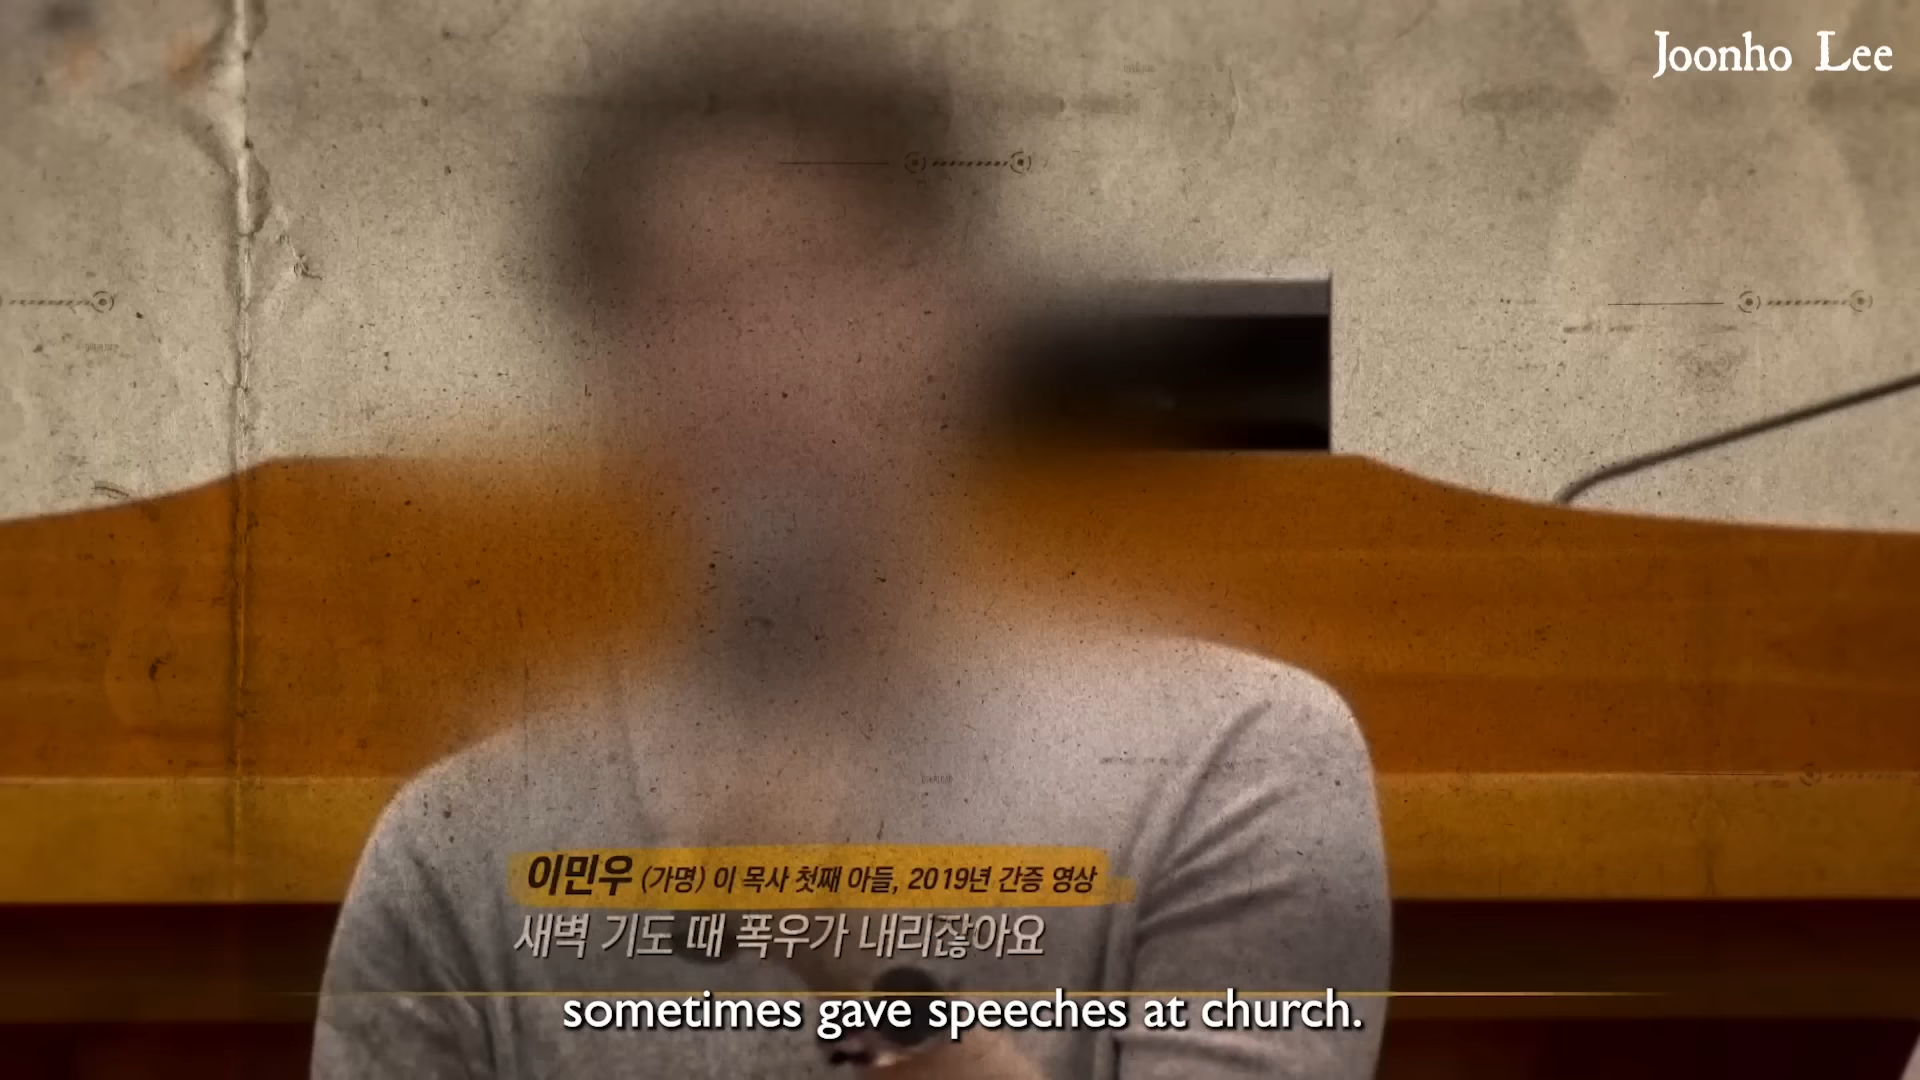 Joonho Lee
이민우 (가명) 이 목사 첫째 아들, 2019년 간증 영상
새벽 기도 때 폭우가 내리잖아요
sometimes gave speeches at church.